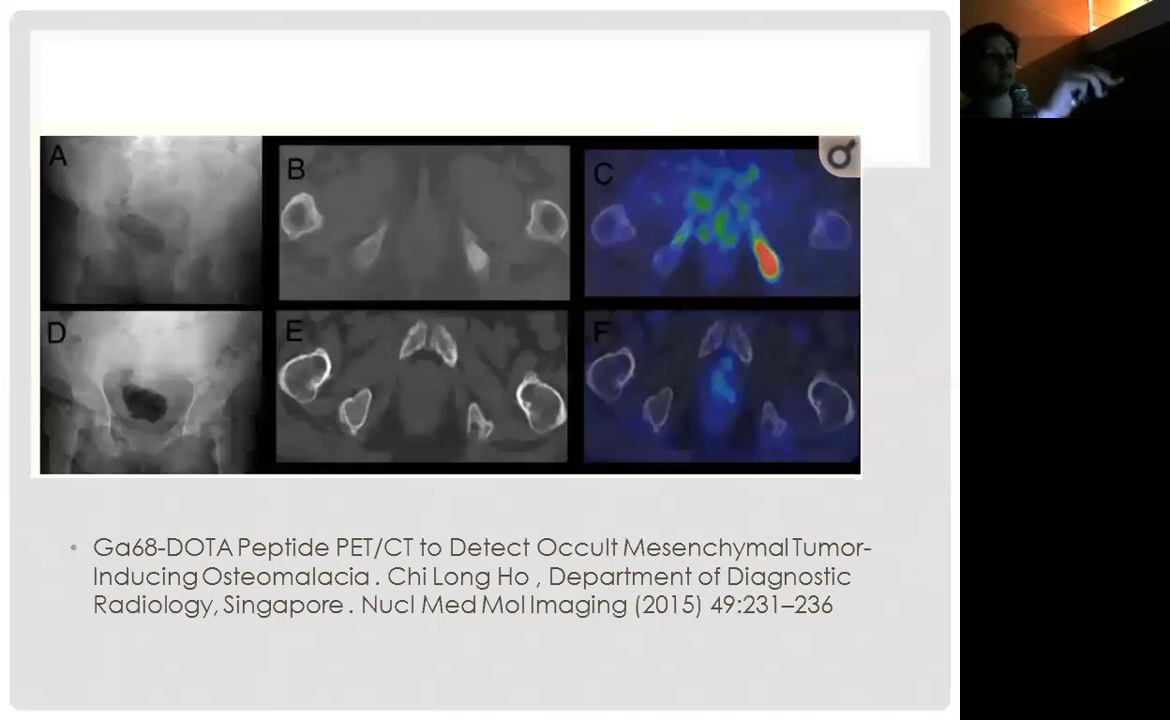 A
B
C
D
E
F
Ga68-DOTA Peptide PET/CT to Detect Occult Mesenchymal Tumor-
Inducing Osteomalacia . Chi Long Ho , Department of Diagnostic
Radiology, Singapore . Nucl Med Mol Imaging (2015) 49:231–236